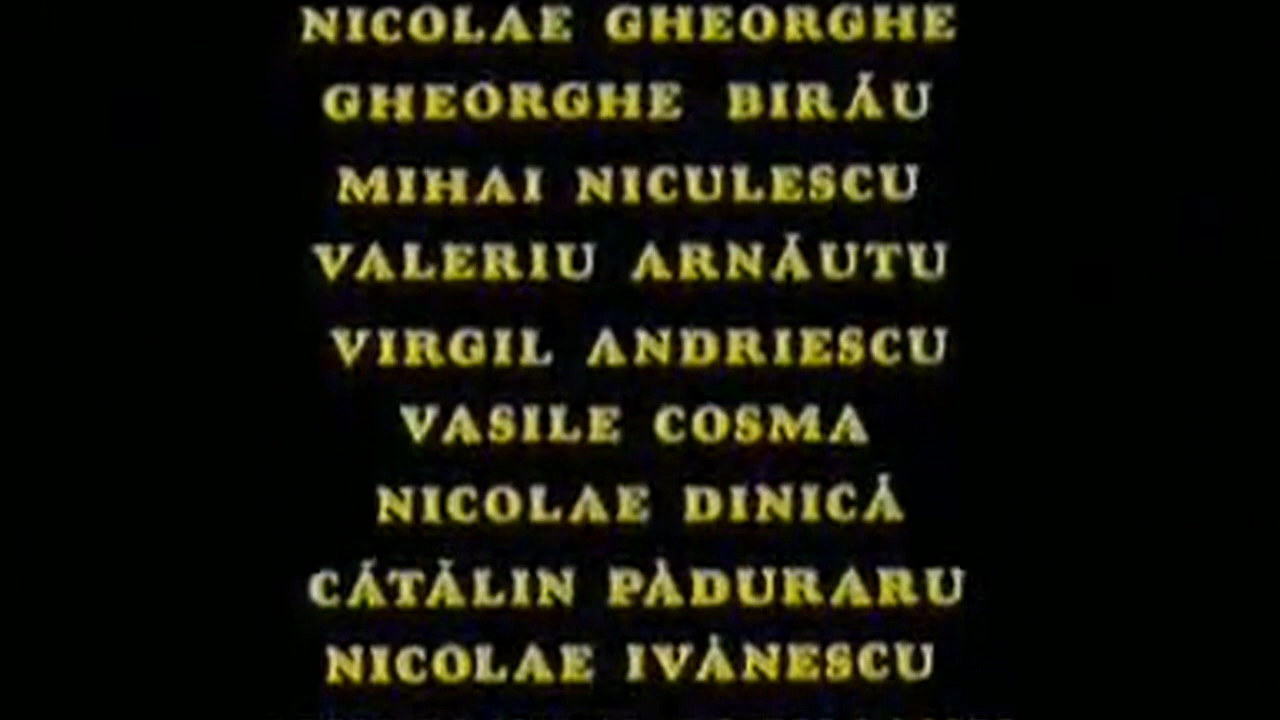 NICOLAE GHEORGHE
GHEORGHE BIRĂU
MIHAI NICULESCU
VALERIU ARNĂUTU
VIRGIL ANDRIESCU
VASILE COSMA
NICOLAE DINICĂ
CĂTĂLIN PĂDURARU
NICOLAE IVĂNESCU